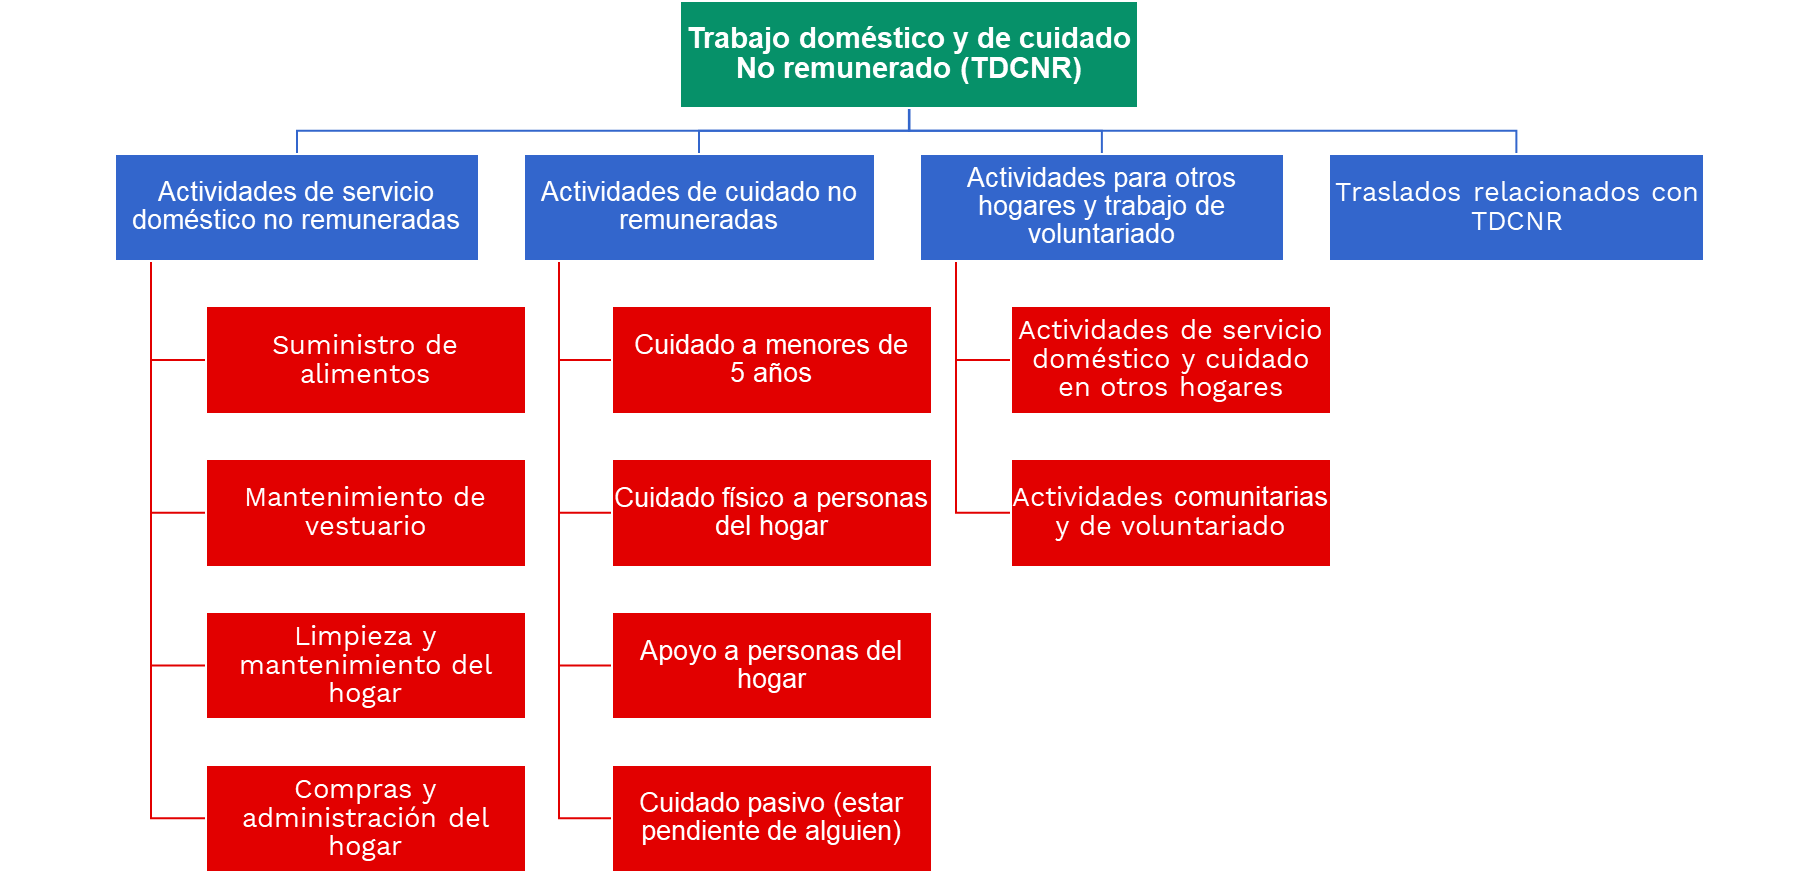 Trabajo doméstico y de cuidado
No remunerado (TDCNR)
Actividades de servicio
doméstico no remuneradas
Actividades de cuidado no
remuneradas
Actividades para otros
hogares y trabajo de
voluntariado
Traslados relacionados con
TDCNR
Suministro de
alimentos
Mantenimiento de
vestuario
Limpieza y
mantenimiento del
hogar
Compras y
administración del
hogar
Cuidado a menores de
5 años
Cuidado físico a personas
del hogar
Apoyo a personas del
hogar
Cuidado pasivo (estar
pendiente de alguien)
Actividades de servicio
doméstico y cuidado
en otros hogares
Actividades comunitarias
y de voluntariado